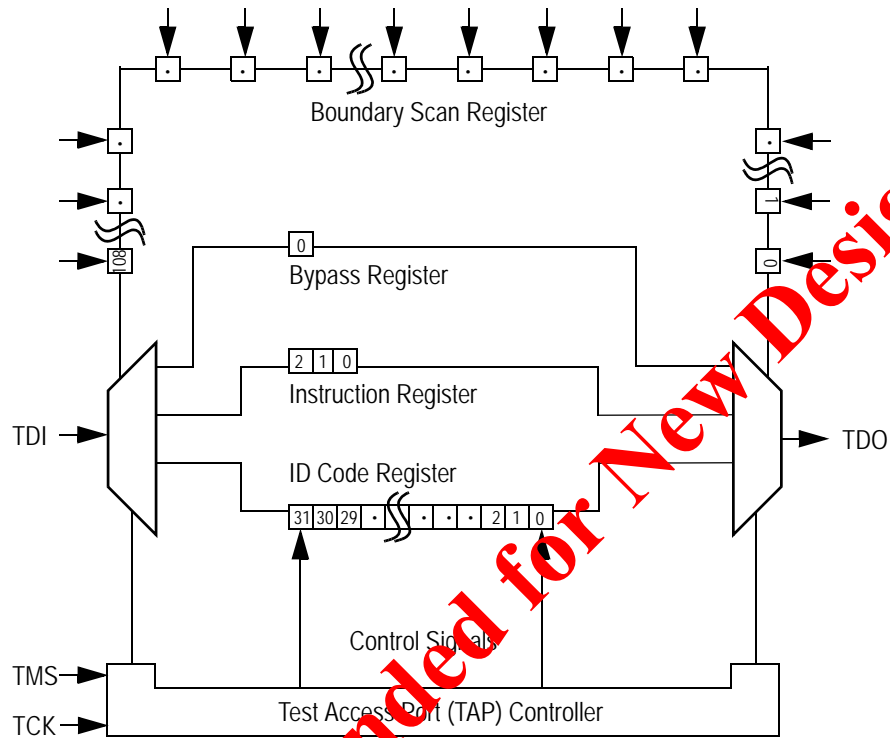 Boundary Scan Register
108
1
0
0
Bypass Register
2 1 0
Instruction Register
TDI
TDO
ID Code Register
31 30 29 · · · · 2 1 0
Control Signals
TMS
TCK
Test Access Port (TAP) Controller
nded for New Desi